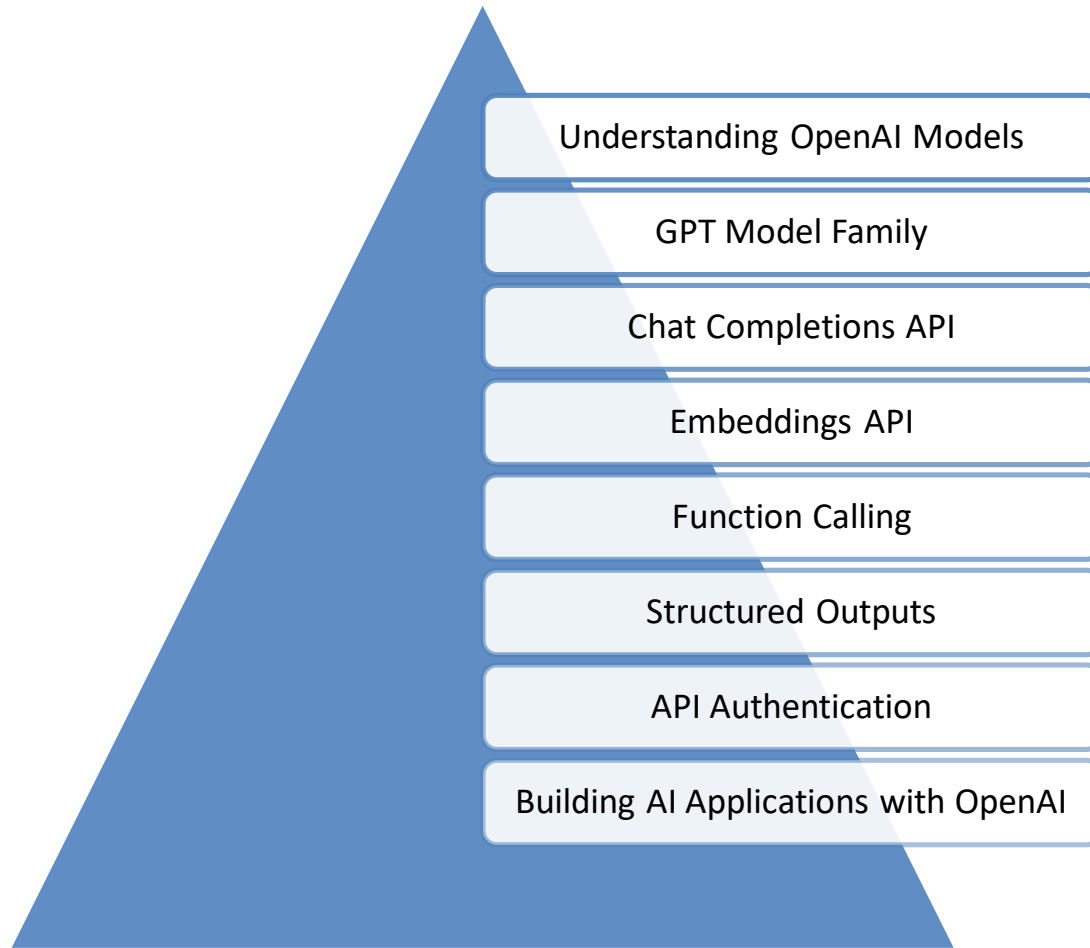 Understanding OpenAI Models
GPT Model Family
Chat Completions API
Embeddings API
Function Calling
Structured Outputs
API Authentication
Building AI Applications with OpenAI